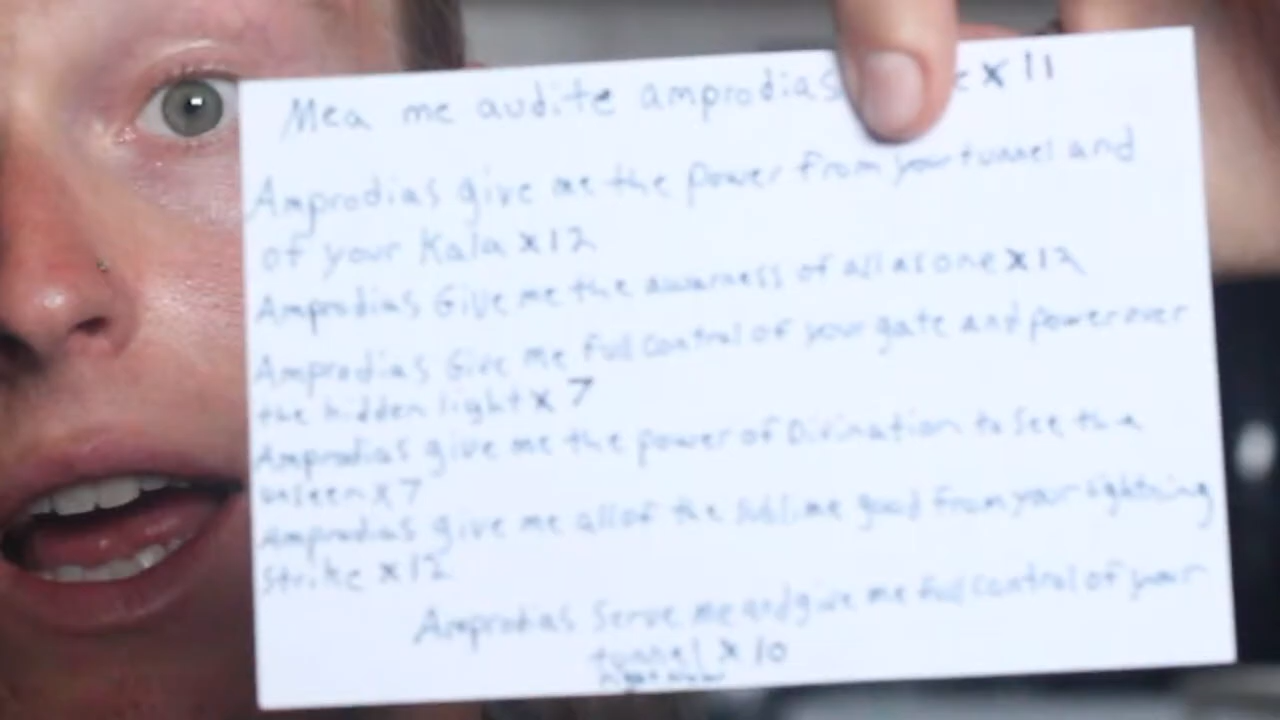 Mea me audite amprodias e x 11
Amprodias give me the power from your tunnel and
of your Kala x12
Amprodias Give me the awarness of all as one x12
Amprodias Give me full control of your gate and power over
the hidden light x 7
Amprodias give me the power of Divination to see the
unseen x 7
Amprodias give me all of the sublime good from your lightning
strike x12
Amprodias Serve me and give me full control of your
tunnel x 10